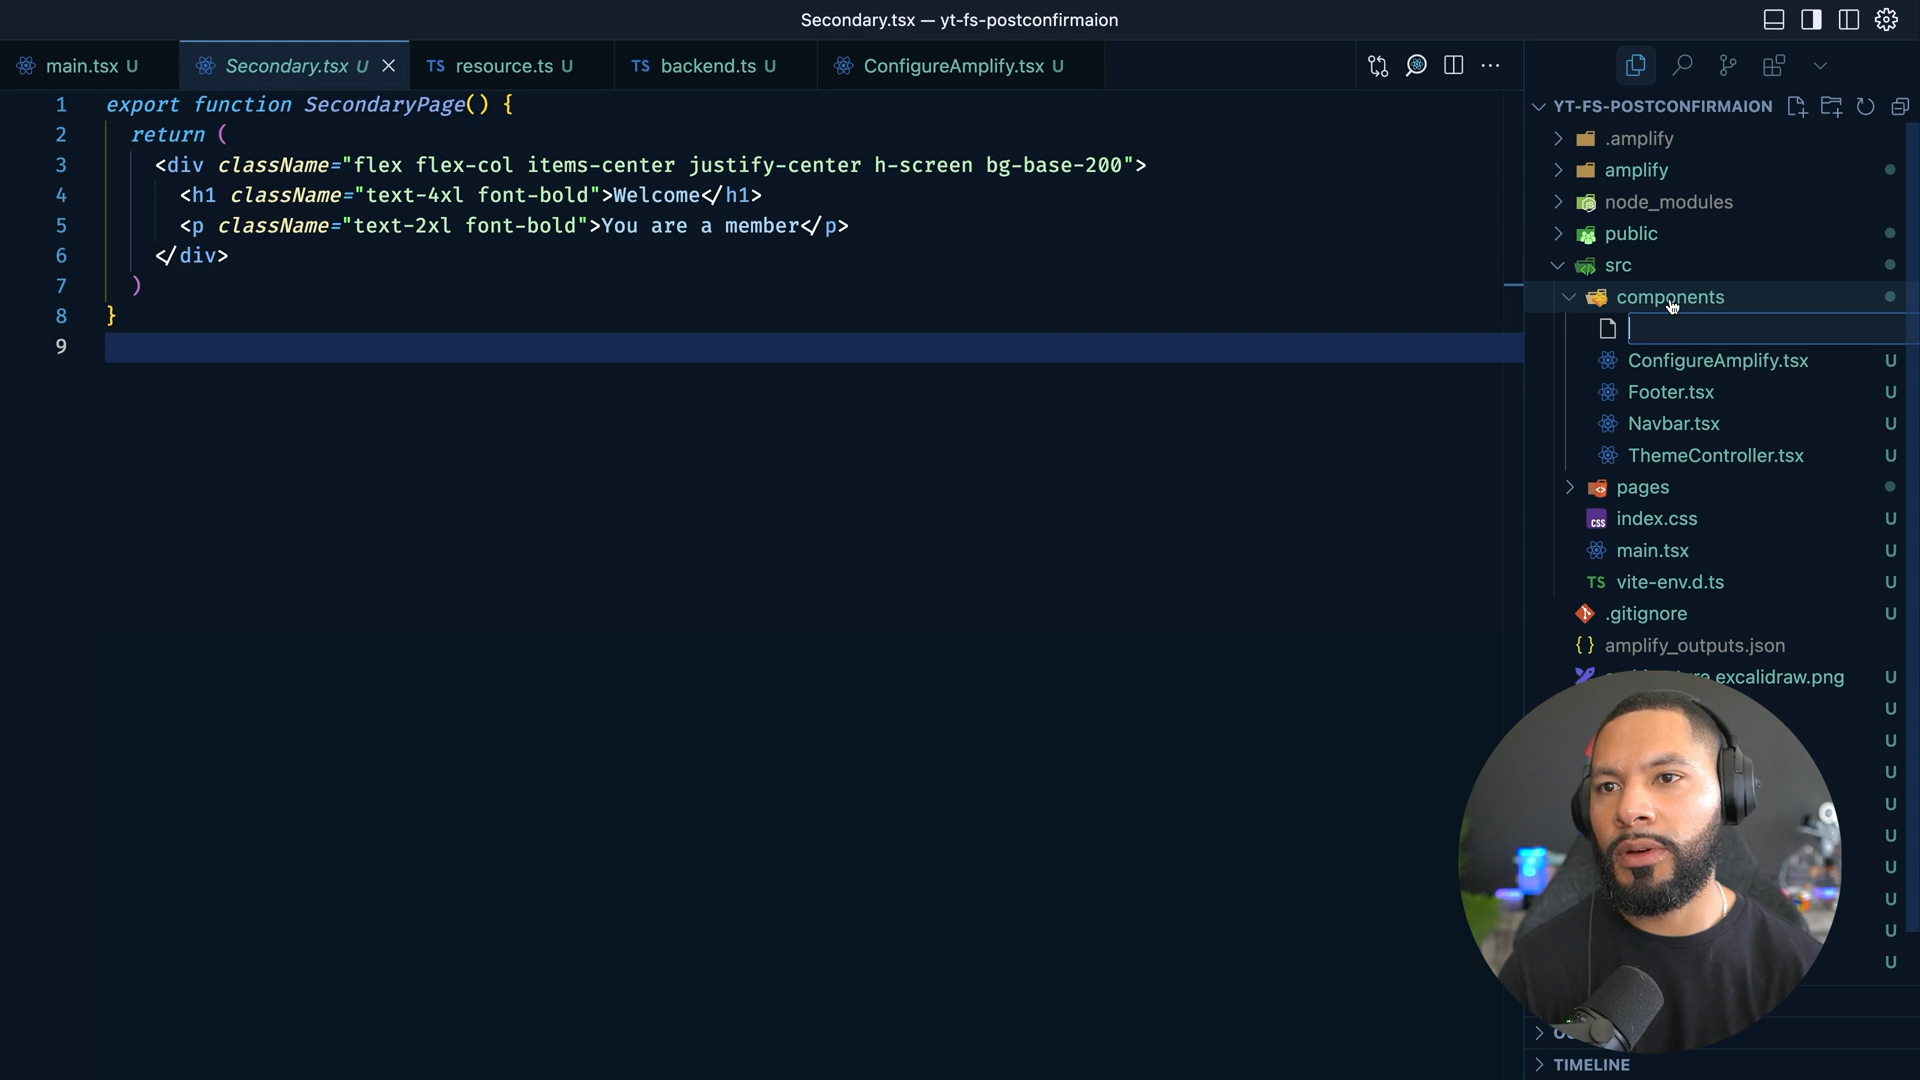 Secondary.tsx — yt-fs-postconfirmaion
main.tsx U
Secondary.tsx U
TS resource.ts U
TS backend.ts U
ConfigureAmplify.tsx U
1 export function SecondaryPage() {
2 return (
3 <div className="flex flex-col items-center justify-center h-screen bg-base-200">
4 <h1 className="text-4xl font-bold">Welcome</h1>
5 <p className="text-2xl font-bold">You are a member</p>
6 </div>
7 )
8 }
9
YT-FS-POSTCONFIRMAION
.amplify
amplify
node_modules
public
src
components
ConfigureAmplify.tsx U
Footer.tsx U
Navbar.tsx U
ThemeController.tsx U
pages
css index.css U
main.tsx U
TS vite-env.d.ts U
.gitignore U
{} amplify_outputs.json
excalidraw.png U
U
U
U
U
U
U
U
U
U
TIMELINE